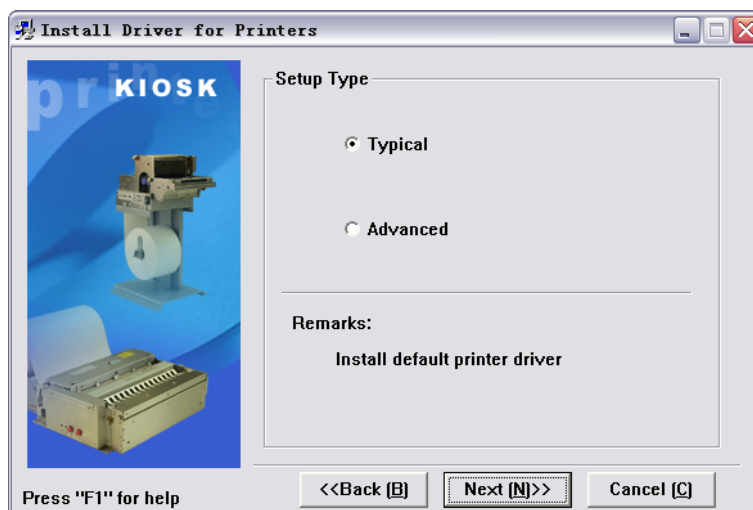 Install Driver for Printers
printe
KIOSK
Setup Type
Typical
Advanced
Remarks:
Install default printer driver
Press "F1" for help
<<Back (B)
Next (N)>>
Cancel (C)